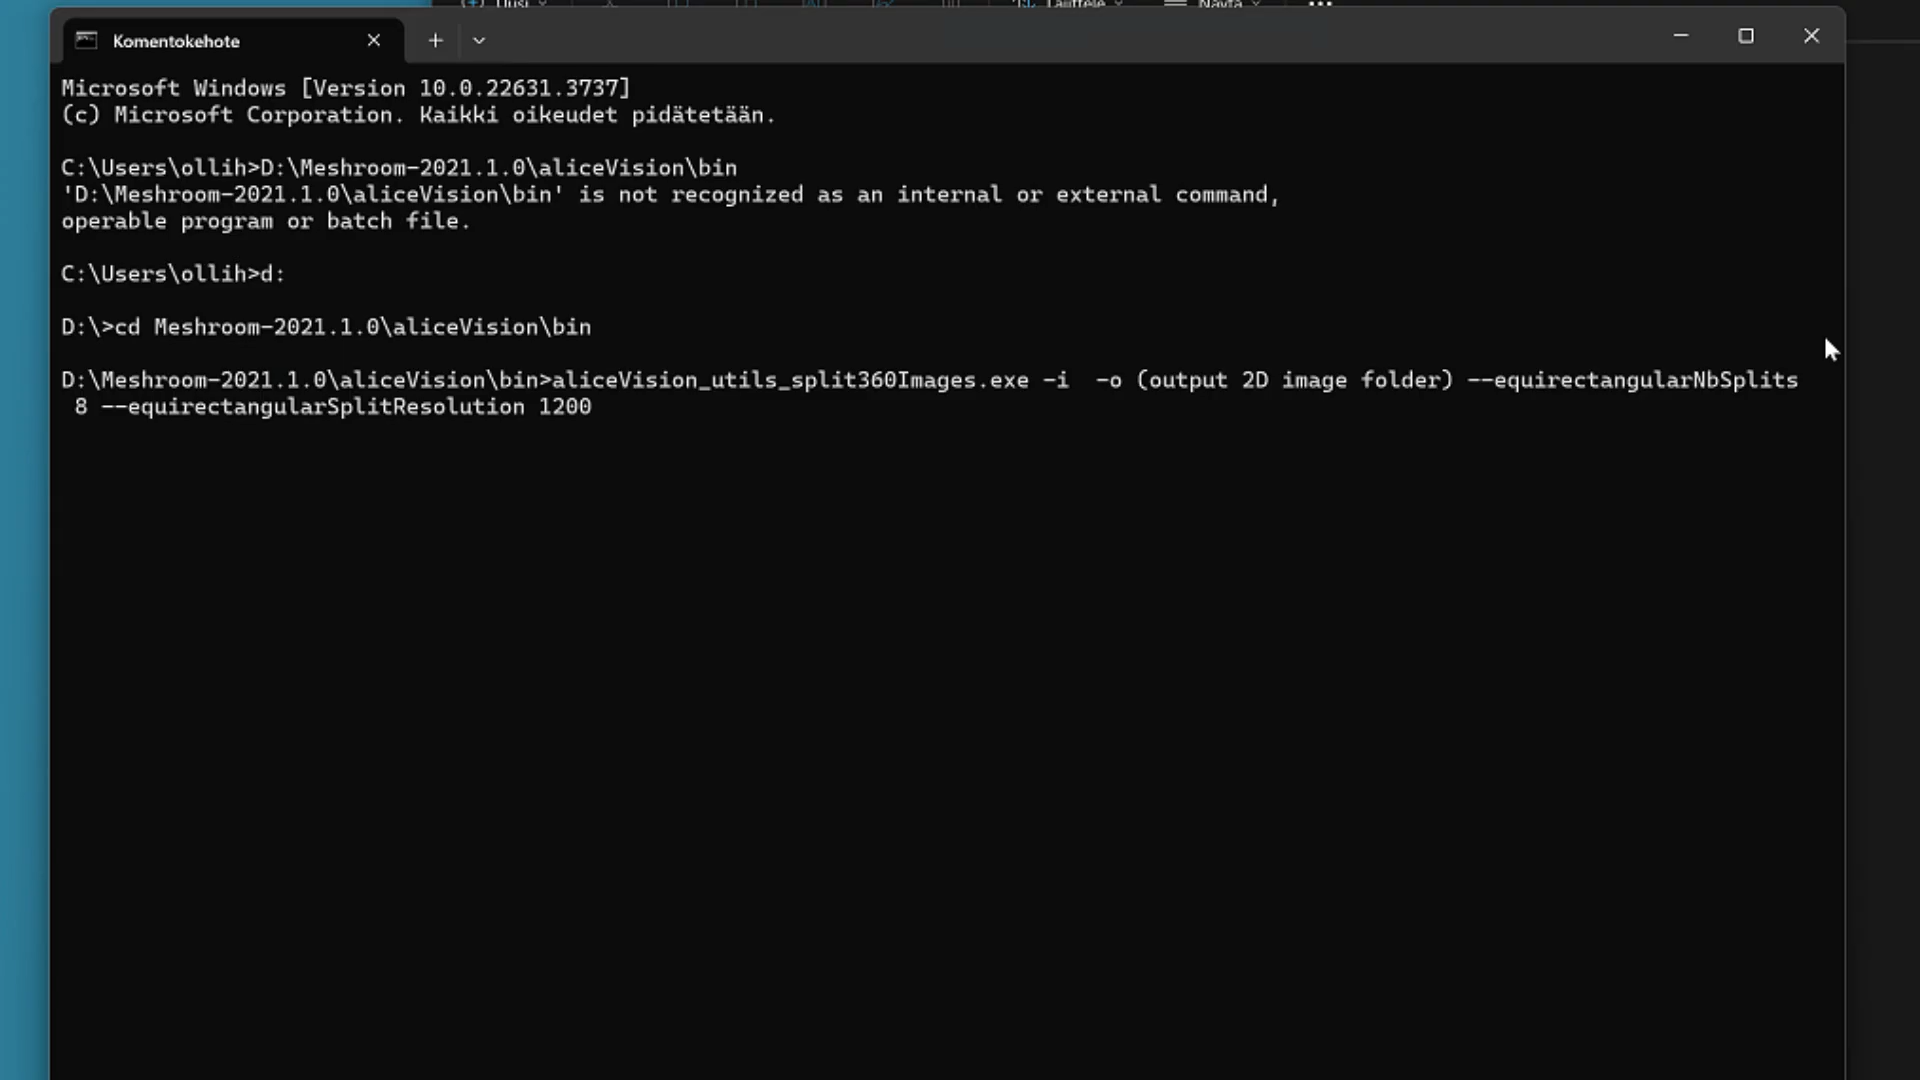 Komentokehote
Microsoft Windows [Version 10.0.22631.3737]
(c) Microsoft Corporation. Kaikki oikeudet pidätetään.
C:\Users\ollih>D:\Meshroom-2021.1.0\aliceVision\bin
'D:\Meshroom-2021.1.0\aliceVision\bin' is not recognized as an internal or external command,
operable program or batch file.
C:\Users\ollih>d:
D:\>cd Meshroom-2021.1.0\aliceVision\bin
D:\Meshroom-2021.1.0\aliceVision\bin>aliceVision_utils_split360Images.exe -i  -o (output 2D image folder) --equirectangularNbSplits
8 --equirectangularSplitResolution 1200